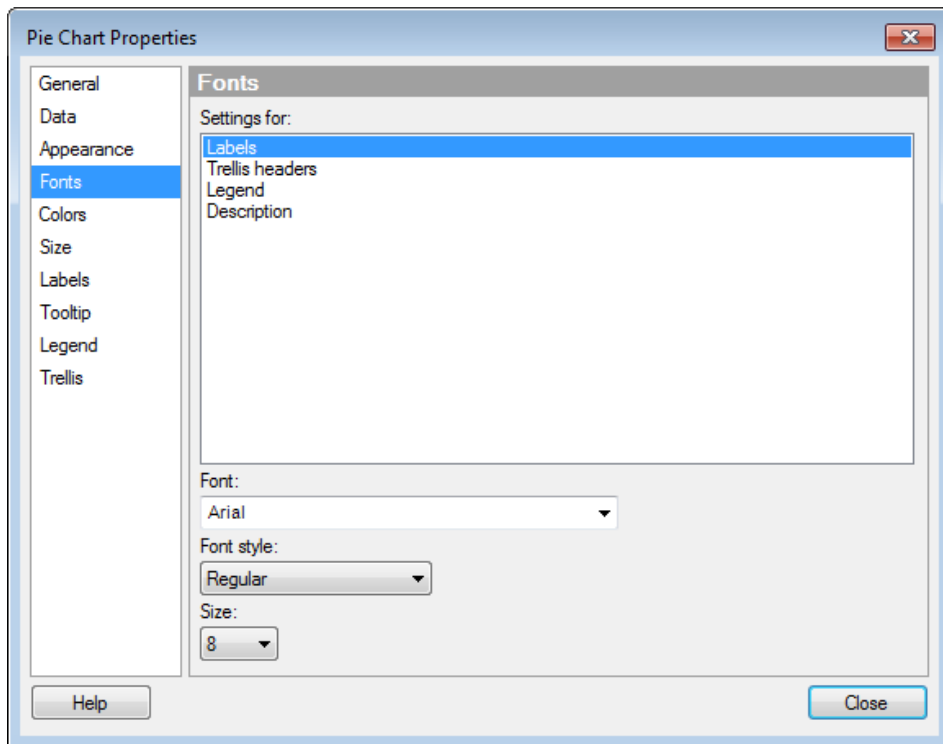 Pie Chart Properties
General
Data
Appearance
Fonts
Colors
Size
Labels
Tooltip
Legend
Trellis
Fonts
Settings for:
Labels
Trellis headers
Legend
Description
Font:
Arial
Font style:
Regular
Size:
8
Help
Close